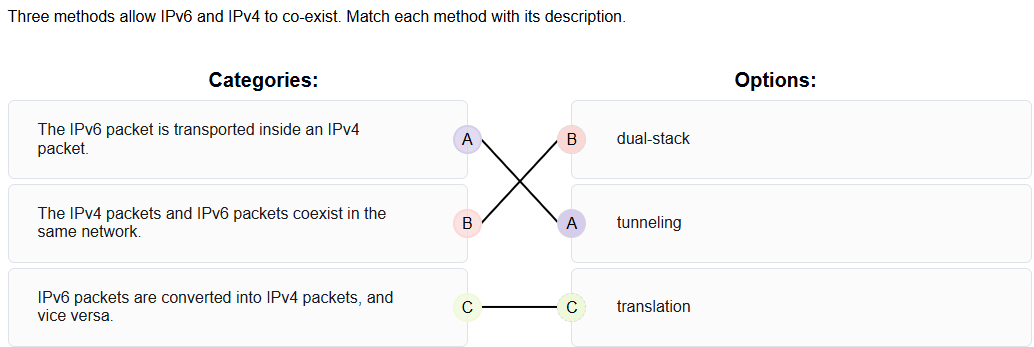 Three methods allow IPv6 and IPv4 to co-exist. Match each method with its description.
Categories:
Options:
The IPv6 packet is transported inside an IPv4
packet.
A
B
dual-stack
The IPv4 packets and IPv6 packets coexist in the
same network.
B
A
tunneling
IPv6 packets are converted into IPv4 packets, and
vice versa.
C
C
translation